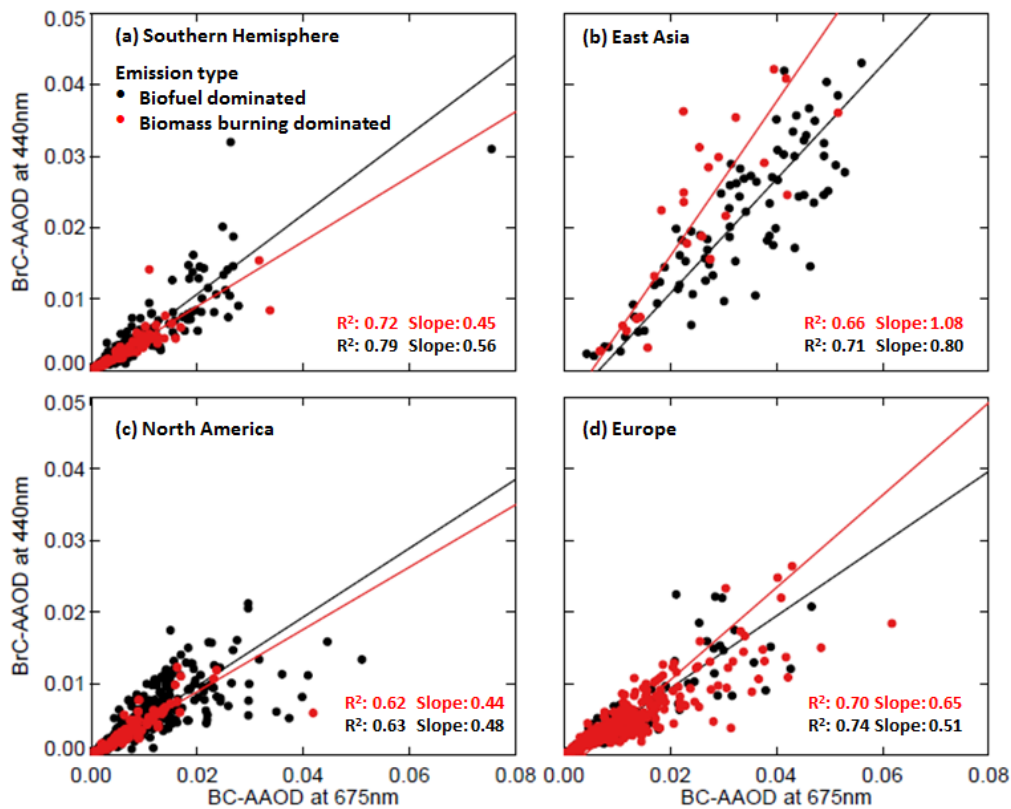 (a) Southern Hemisphere
Emission type
Biofuel dominated
Biomass burning dominated
R²: 0.72 Slope: 0.45
R²: 0.79 Slope: 0.56
0.05
0.04
0.03
0.02
0.01
0.00
BrC-AAOD at 440nm
(b) East Asia
R²: 0.66 Slope: 1.08
R²: 0.71 Slope: 0.80
(c) North America
R²: 0.62 Slope: 0.44
R²: 0.63 Slope: 0.48
0.05
0.04
0.03
0.02
0.01
0.00
BrC-AAOD at 440nm
0.00 0.02 0.04 0.06 0.08
BC-AAOD at 675nm
(d) Europe
R²: 0.70 Slope: 0.65
R²: 0.74 Slope: 0.51
0.00 0.02 0.04 0.06 0.08
BC-AAOD at 675nm